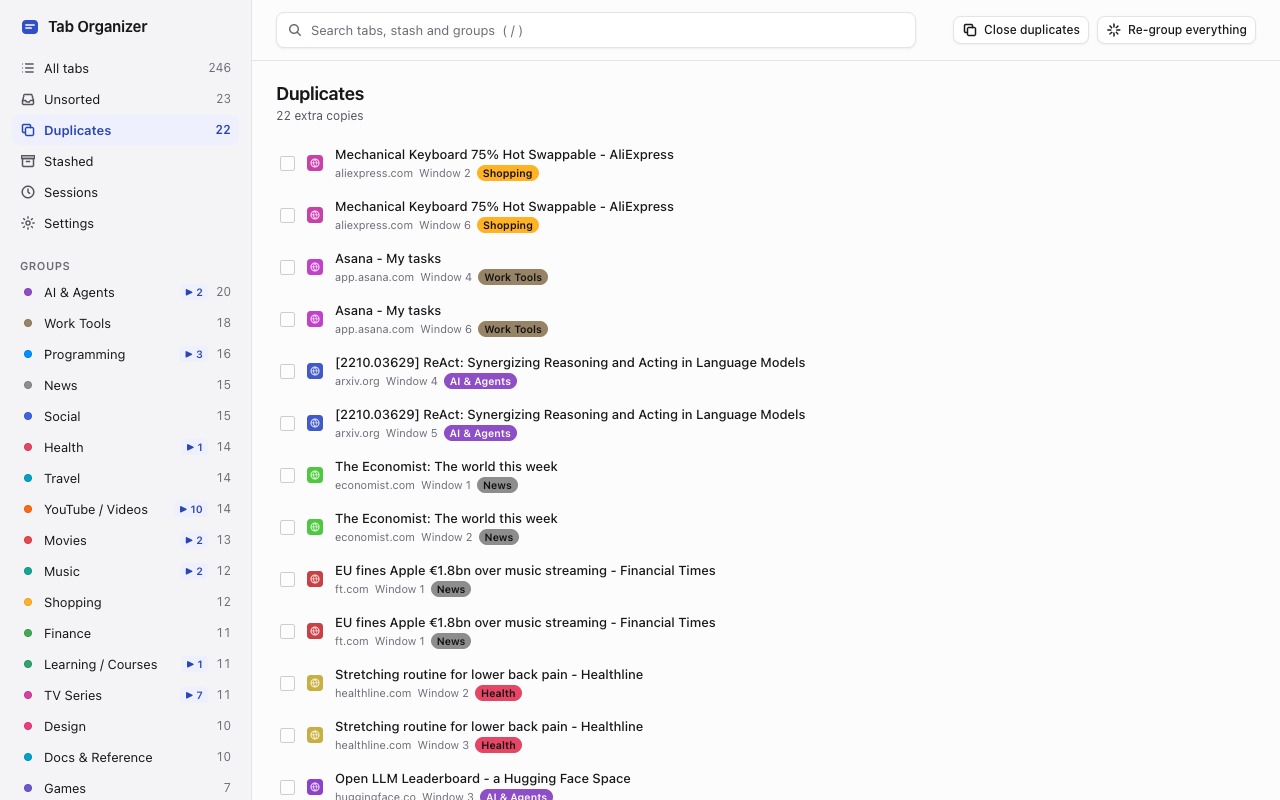 Tab Organizer
All tabs 246
Unsorted 23
Duplicates 22
Stashed
Sessions
Settings
GROUPS
AI & Agents ▶ 2 20
Work Tools 18
Programming ▶ 3 16
News 15
Social 15
Health ▶ 1 14
Travel 14
YouTube / Videos ▶ 10 14
Movies ▶ 2 13
Music ▶ 2 12
Shopping 12
Finance 11
Learning / Courses ▶ 1 11
TV Series ▶ 7 11
Design 10
Docs & Reference 10
Games 7
Search tabs, stash and groups ( / )
Close duplicates
Re-group everything
Duplicates
22 extra copies
Mechanical Keyboard 75% Hot Swappable - AliExpress
aliexpress.com Window 2 Shopping
Mechanical Keyboard 75% Hot Swappable - AliExpress
aliexpress.com Window 6 Shopping
Asana - My tasks
app.asana.com Window 4 Work Tools
Asana - My tasks
app.asana.com Window 6 Work Tools
[2210.03629] ReAct: Synergizing Reasoning and Acting in Language Models
arxiv.org Window 4 AI & Agents
[2210.03629] ReAct: Synergizing Reasoning and Acting in Language Models
arxiv.org Window 5 AI & Agents
The Economist: The world this week
economist.com Window 1 News
The Economist: The world this week
economist.com Window 2 News
EU fines Apple €1.8bn over music streaming - Financial Times
ft.com Window 1 News
EU fines Apple €1.8bn over music streaming - Financial Times
ft.com Window 1 News
Stretching routine for lower back pain - Healthline
healthline.com Window 2 Health
Stretching routine for lower back pain - Healthline
healthline.com Window 3 Health
Open LLM Leaderboard - a Hugging Face Space
huggingface.co Window 3 AI & Agents